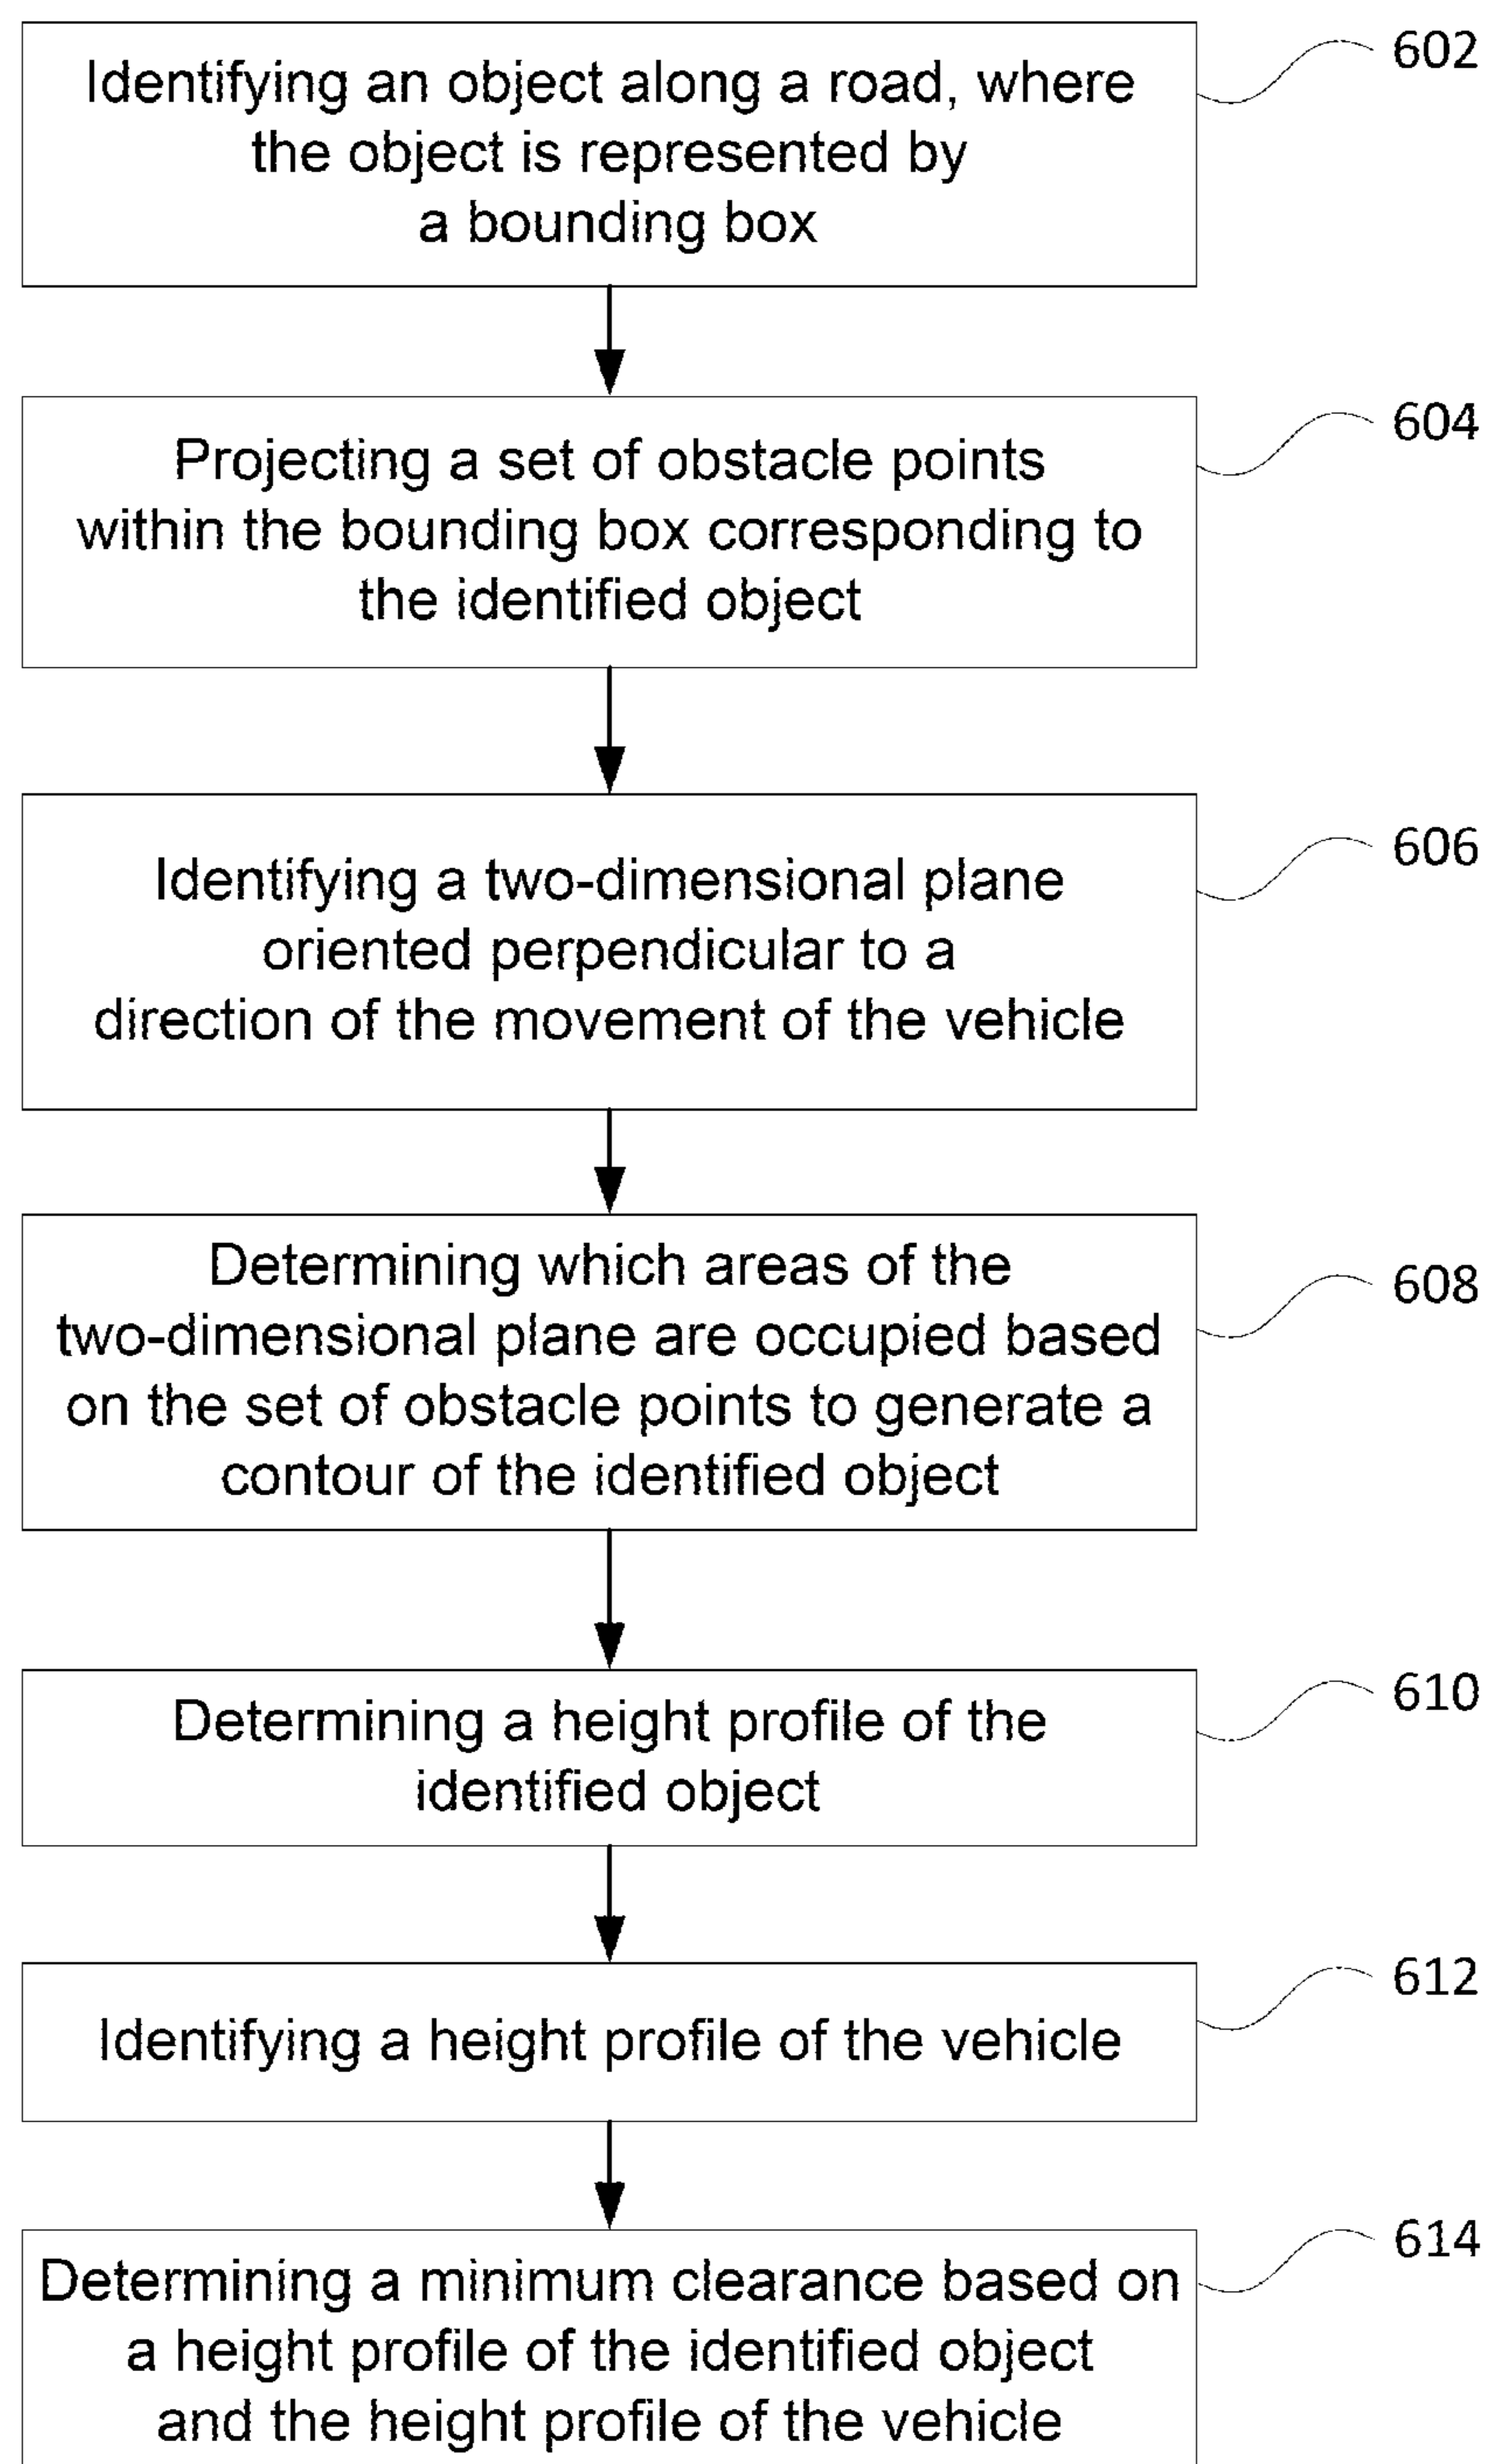 602
Identifying an object along a road, where
the object is represented by
a bounding box
604
Projecting a set of obstacle points
within the bounding box corresponding to
the identified object
606
Identifying a two-dimensional plane
oriented perpendicular to a
direction of the movement of the vehicle
608
Determining which areas of the
two-dimensional plane are occupied based
on the set of obstacle points to generate a
contour of the identified object
610
Determining a height profile of the
identified object
612
Identifying a height profile of the vehicle
614
Determining a minimum clearance based on
a height profile of the identified object
and the height profile of the vehicle